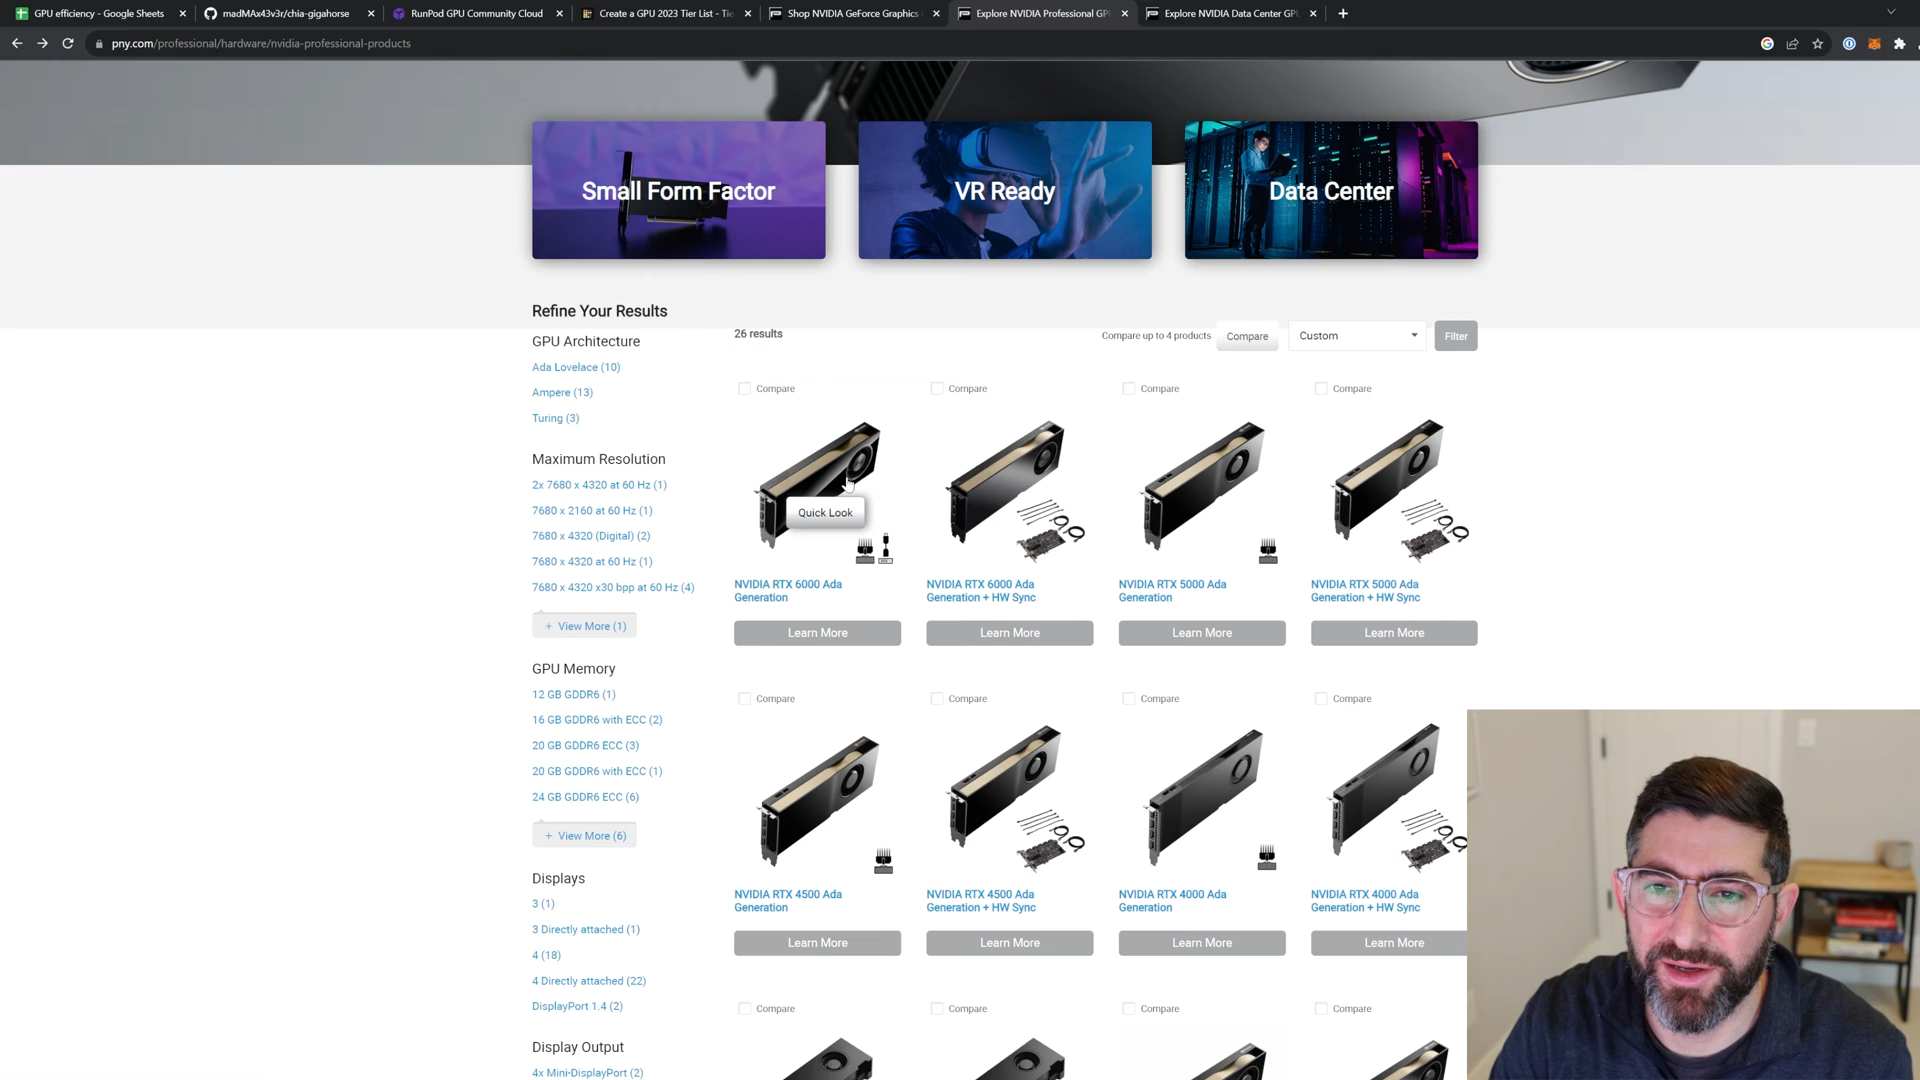 GPU efficiency - Google Sheets
madMAx43v3r/chia-gigahorse
RunPod GPU Community Cloud
Create a GPU 2023 Tier List - Tie
Shop NVIDIA GeForce Graphics
Explore NVIDIA Professional GP
Explore NVIDIA Data Center GP
pny.com/professional/hardware/nvidia-professional-products
Small Form Factor
VR Ready
Data Center
Refine Your Results
26 results
Compare up to 4 products
Compare
Custom
Filter
GPU Architecture
Ada Lovelace (10)
Ampere (13)
Turing (3)
Maximum Resolution
2x 7680 x 4320 at 60 Hz (1)
7680 x 2160 at 60 Hz (1)
7680 x 4320 (Digital) (2)
7680 x 4320 at 60 Hz (1)
7680 x 4320 x30 bpp at 60 Hz (4)
+ View More (1)
GPU Memory
12 GB GDDR6 (1)
16 GB GDDR6 with ECC (2)
20 GB GDDR6 ECC (3)
20 GB GDDR6 with ECC (1)
24 GB GDDR6 ECC (6)
+ View More (6)
Displays
3 (1)
3 Directly attached (1)
4 (18)
4 Directly attached (22)
DisplayPort 1.4 (2)
Display Output
4x Mini-DisplayPort (2)
Compare
Compare
Compare
Compare
Quick Look
NVIDIA RTX 6000 Ada
Generation
NVIDIA RTX 6000 Ada
Generation + HW Sync
NVIDIA RTX 5000 Ada
Generation
NVIDIA RTX 5000 Ada
Generation + HW Sync
Learn More
Learn More
Learn More
Learn More
Compare
Compare
Compare
Compare
NVIDIA RTX 4500 Ada
Generation
NVIDIA RTX 4500 Ada
Generation + HW Sync
NVIDIA RTX 4000 Ada
Generation
NVIDIA RTX 4000 Ada
Generation + HW Sync
Learn More
Learn More
Learn More
Learn More
Compare
Compare
Compare
Compare